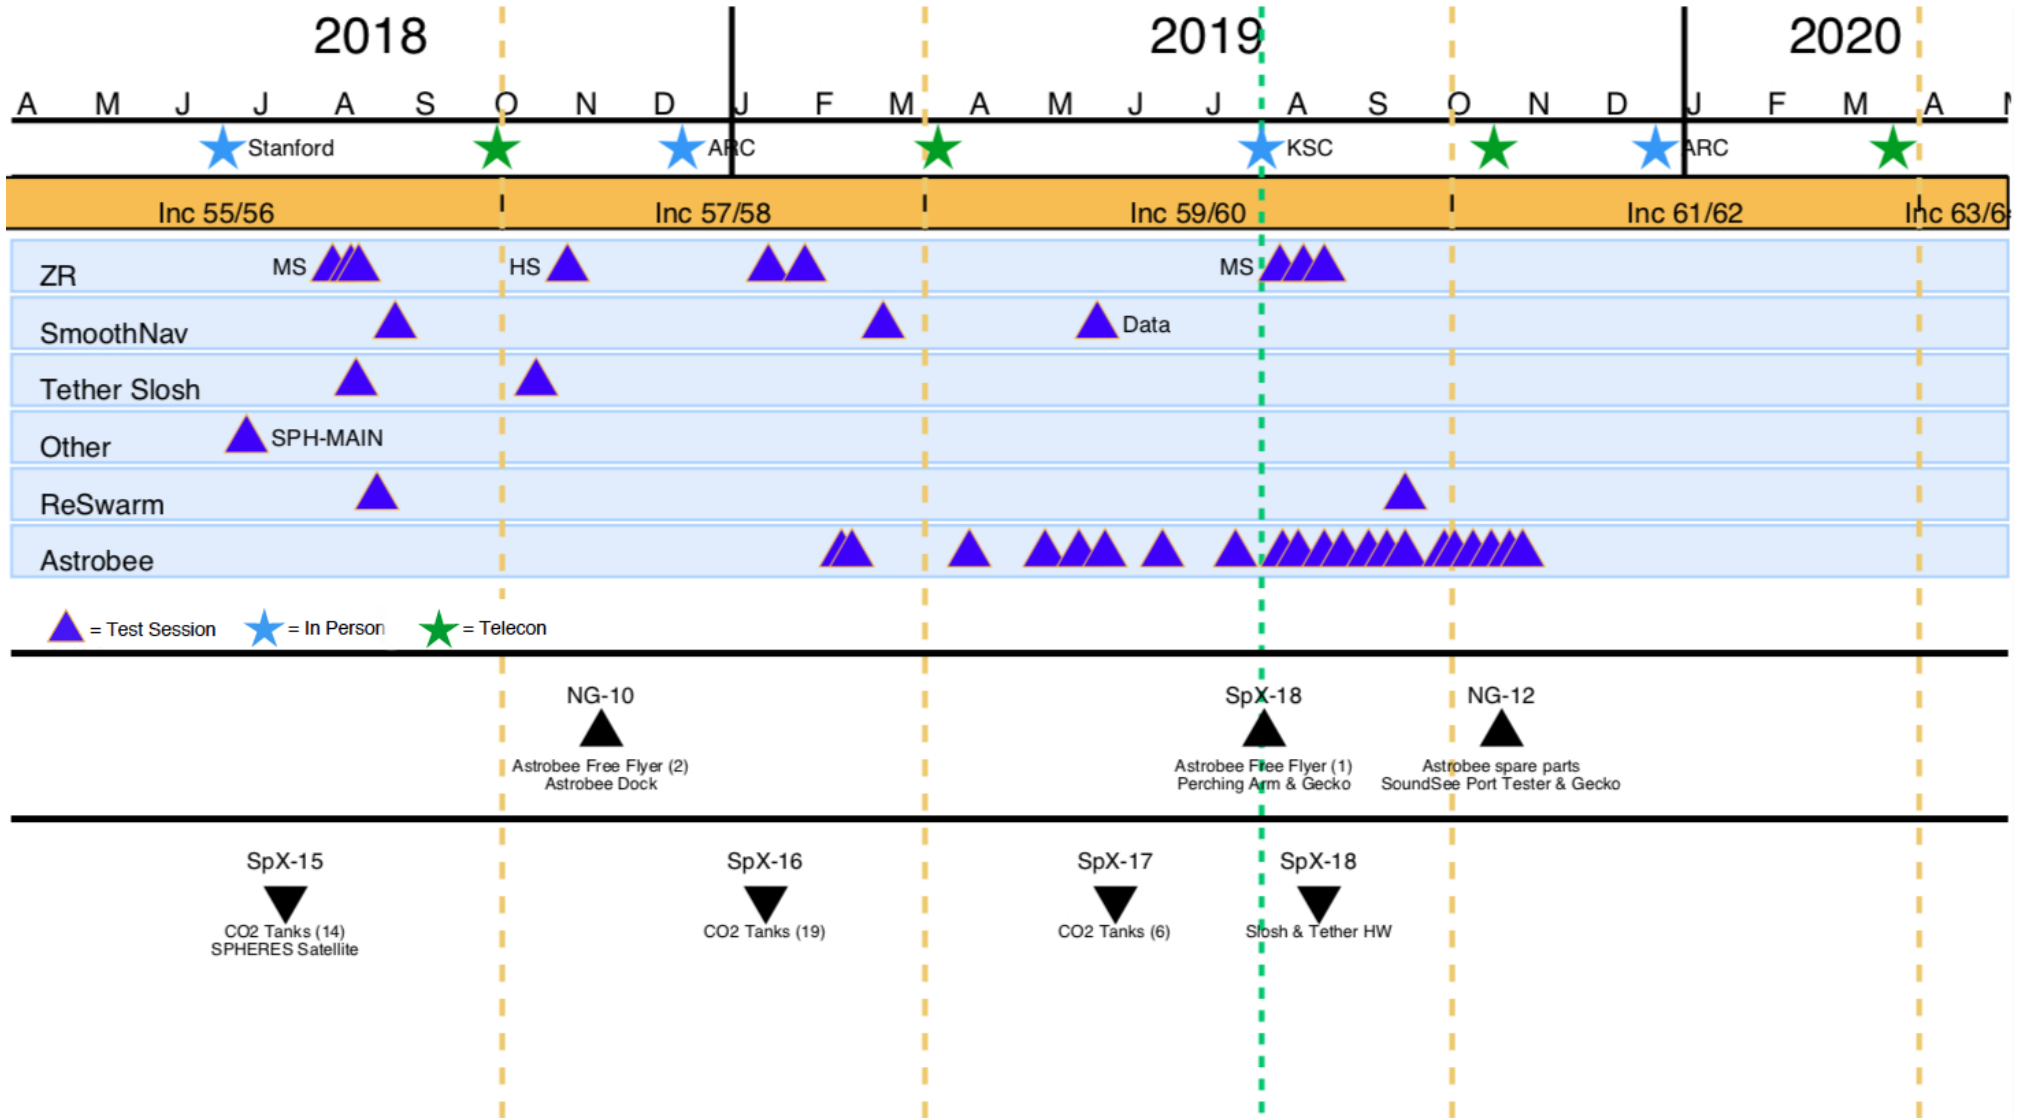 2018 2019 2020
A M J J A S O N D J F M A M J J A S O N D J F M A
Stanford ARC KSC ARC
Inc 55/56 Inc 57/58 Inc 59/60 Inc 61/62 Inc 63/6
ZR MS HS MS
SmoothNav Data
Tether Slosh
Other SPH-MAIN
ReSwarm
Astrobee
= Test Session = In Person = Telecon
NG-10 SpX-18 NG-12
Astrobee Free Flyer (2) Astrobee Free Flyer (1) Astrobee spare parts
Astrobee Dock Perching Arm & Gecko SoundSee Port Tester & Gecko
SpX-15 SpX-16 SpX-17 SpX-18
CO2 Tanks (14) CO2 Tanks (19) CO2 Tanks (6) Slosh & Tether HW
SPHERES Satellite